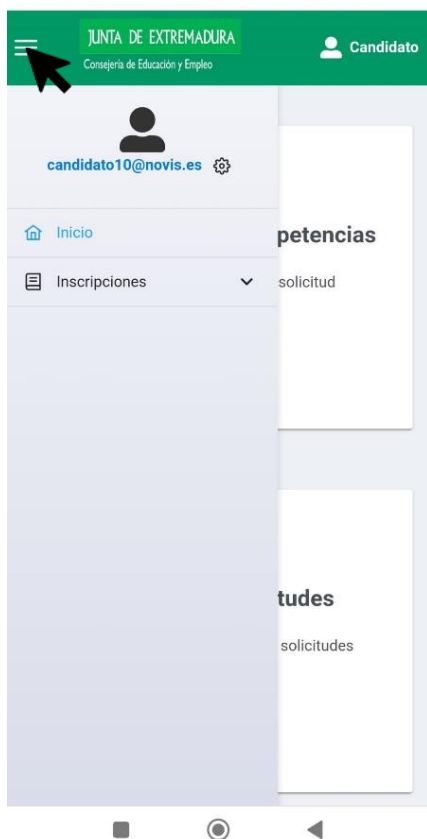 JUNTA DE EXTREMADURA
Consejería de Educación y Empleo
Candidato
candidato10@novis.es
Inicio
Inscripciones
petencias
solicitud
tudes
solicitudes